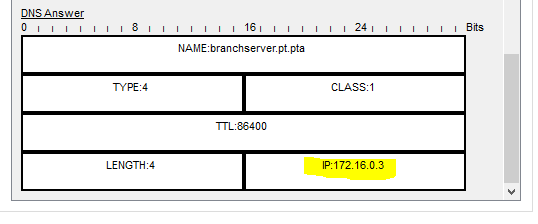 DNS Answer
0 8 16 24 Bits
NAME:branchserver.pt.pta
TYPE:4 CLASS:1
TTL:86400
LENGTH:4 IP:172.16.0.3